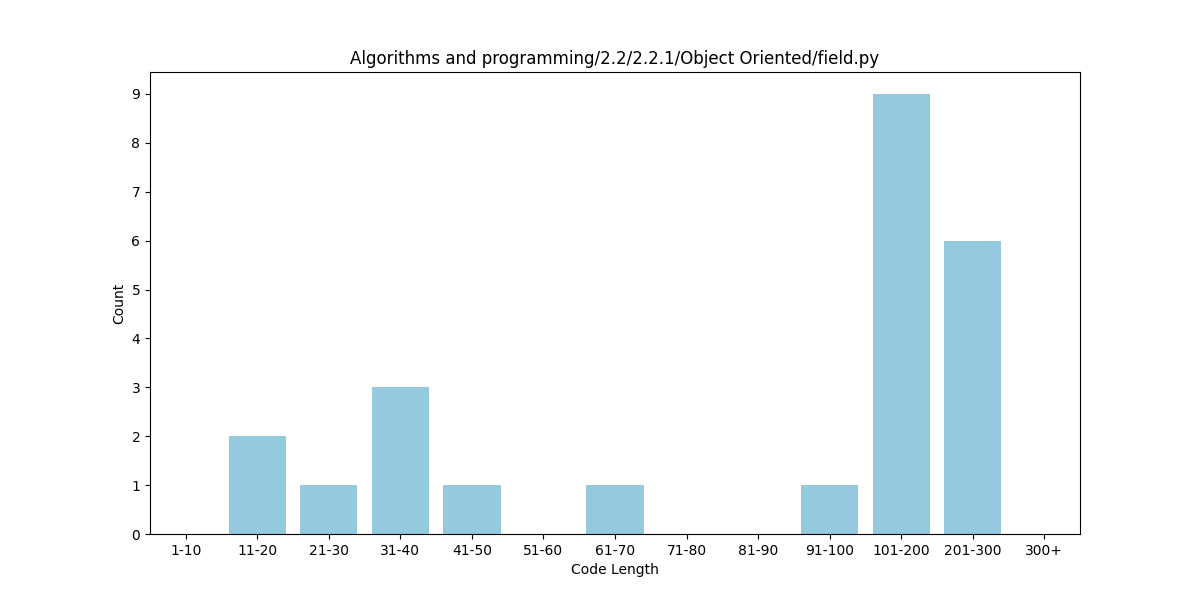 Algorithms and programming/2.2/2.2.1/Object Oriented/field.py
9
8
7
6
5
4
3
2
1
0
Count
1-10 11-20 21-30 31-40 41-50 51-60 61-70 71-80 81-90 91-100 101-200 201-300 300+
Code Length